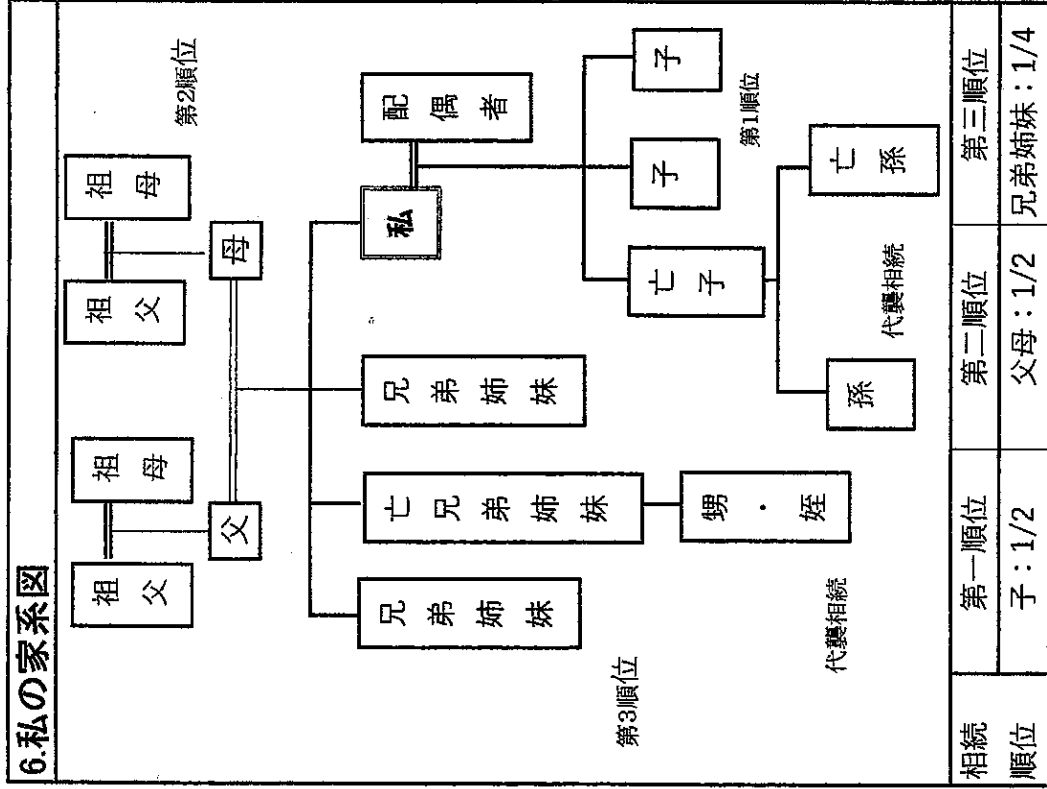 6.私の家系図
祖父
祖母
祖父
祖母
第2順位
父
母
兄弟姉妹
亡兄弟姉妹
兄弟姉妹
私
配偶者
甥・姪
亡子
子
子
第1順位
第3順位
代襲相続
代襲相続
孫
亡孫
相続順位
第一順位
第二順位
第三順位
子：1/2
父母：1/2
兄弟姉妹：1/4